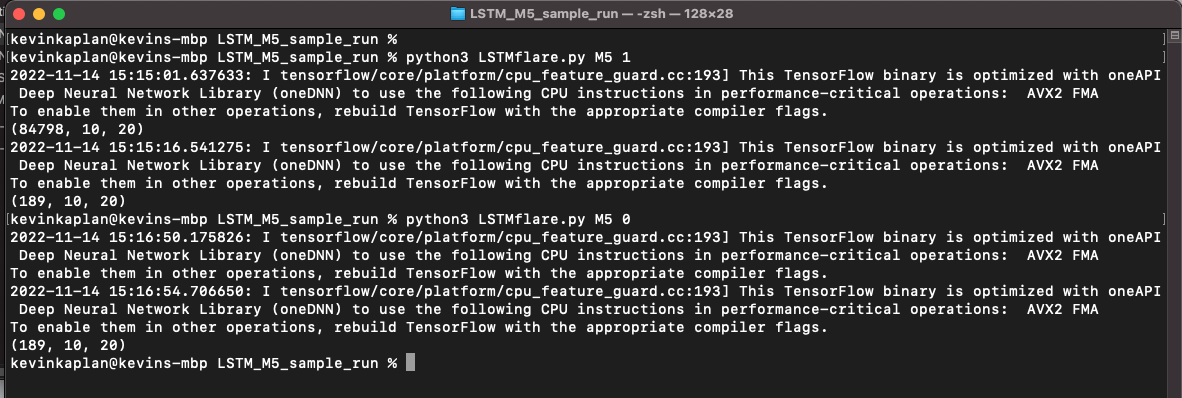 LSTM_M5_sample_run — -zsh — 128×28
[kevinkaplan@kevins-mbp LSTM_M5_sample_run % ]
[kevinkaplan@kevins-mbp LSTM_M5_sample_run % python3 LSTMflare.py M5 1 ]
2022-11-14 15:15:01.637633: I tensorflow/core/platform/cpu_feature_guard.cc:193] This TensorFlow binary is optimized with oneAPI
Deep Neural Network Library (oneDNN) to use the following CPU instructions in performance-critical operations:  AVX2 FMA
To enable them in other operations, rebuild TensorFlow with the appropriate compiler flags.
(84798, 10, 20)
2022-11-14 15:15:16.541275: I tensorflow/core/platform/cpu_feature_guard.cc:193] This TensorFlow binary is optimized with oneAPI
Deep Neural Network Library (oneDNN) to use the following CPU instructions in performance-critical operations:  AVX2 FMA
To enable them in other operations, rebuild TensorFlow with the appropriate compiler flags.
(189, 10, 20)
[kevinkaplan@kevins-mbp LSTM_M5_sample_run % python3 LSTMflare.py M5 0 ]
2022-11-14 15:16:50.175826: I tensorflow/core/platform/cpu_feature_guard.cc:193] This TensorFlow binary is optimized with oneAPI
Deep Neural Network Library (oneDNN) to use the following CPU instructions in performance-critical operations:  AVX2 FMA
To enable them in other operations, rebuild TensorFlow with the appropriate compiler flags.
2022-11-14 15:16:54.706650: I tensorflow/core/platform/cpu_feature_guard.cc:193] This TensorFlow binary is optimized with oneAPI
Deep Neural Network Library (oneDNN) to use the following CPU instructions in performance-critical operations:  AVX2 FMA
To enable them in other operations, rebuild TensorFlow with the appropriate compiler flags.
(189, 10, 20)
kevinkaplan@kevins-mbp LSTM_M5_sample_run %